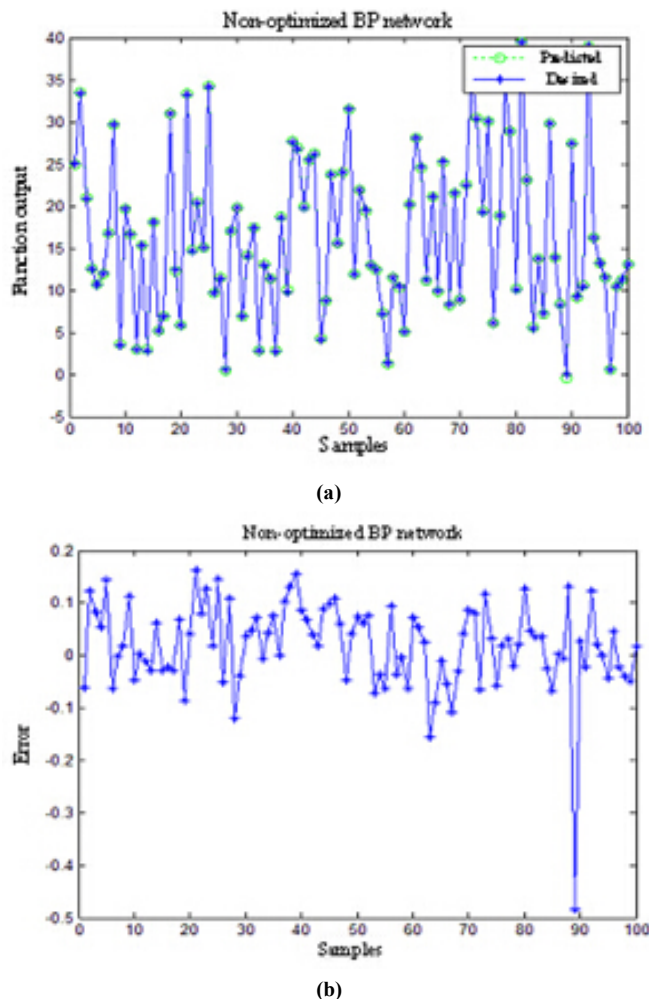 Non-optimized BP network
40
35
30
25
20
15
10
5
0
-5
Function output
Predicted
Desired
0 10 20 30 40 50 60 70 80 90 100
Samples
(a)
Non-optimized BP network
0.2
0.1
0
-0.1
-0.2
-0.3
-0.4
-0.5
Error
0 10 20 30 40 50 60 70 80 90 100
Samples
(b)